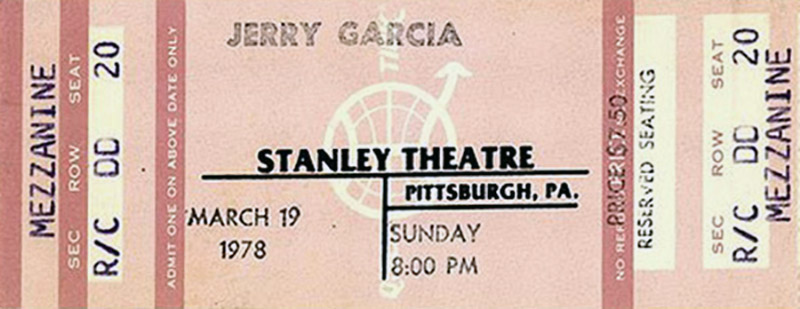 MEZZANINE
SEC ROW SEAT
R/C DD 20
ADMIT ONE ON ABOVE DATE ONLY
JERRY GARCIA
STANLEY THEATRE
PITTSBURGH, PA.
MARCH 19
1978
SUNDAY
8:00 PM
PRICE $7.50
NO EXCHANGE
RESERVED SEATING
SEC ROW SEAT
R/C DD 20
MEZZANINE